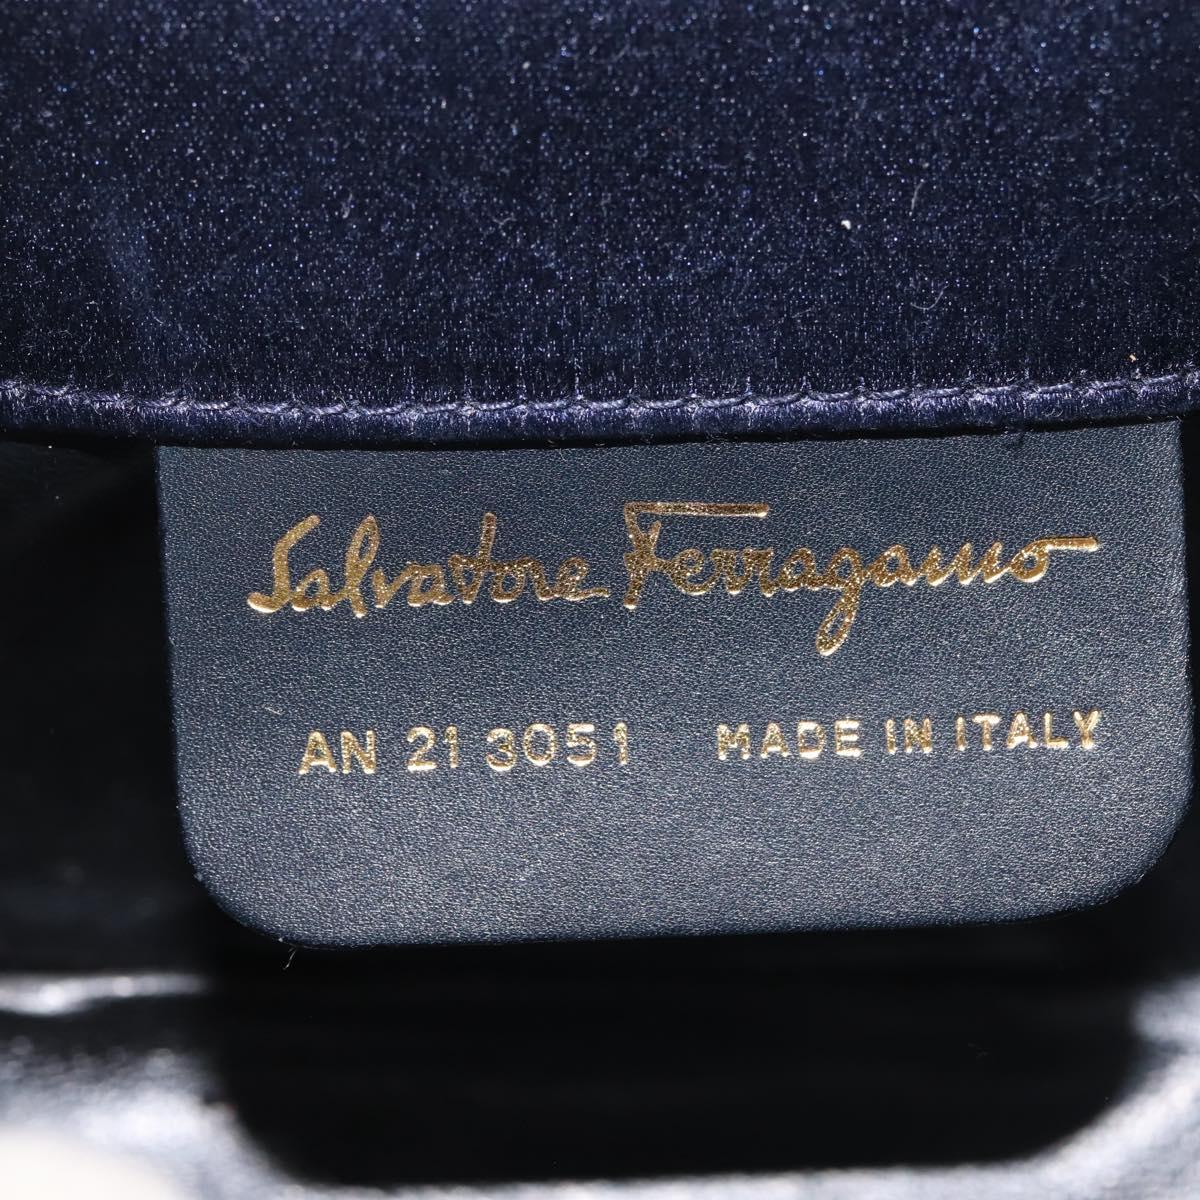 Salvatore Ferragamo
AN 21 3051 MADE IN ITALY